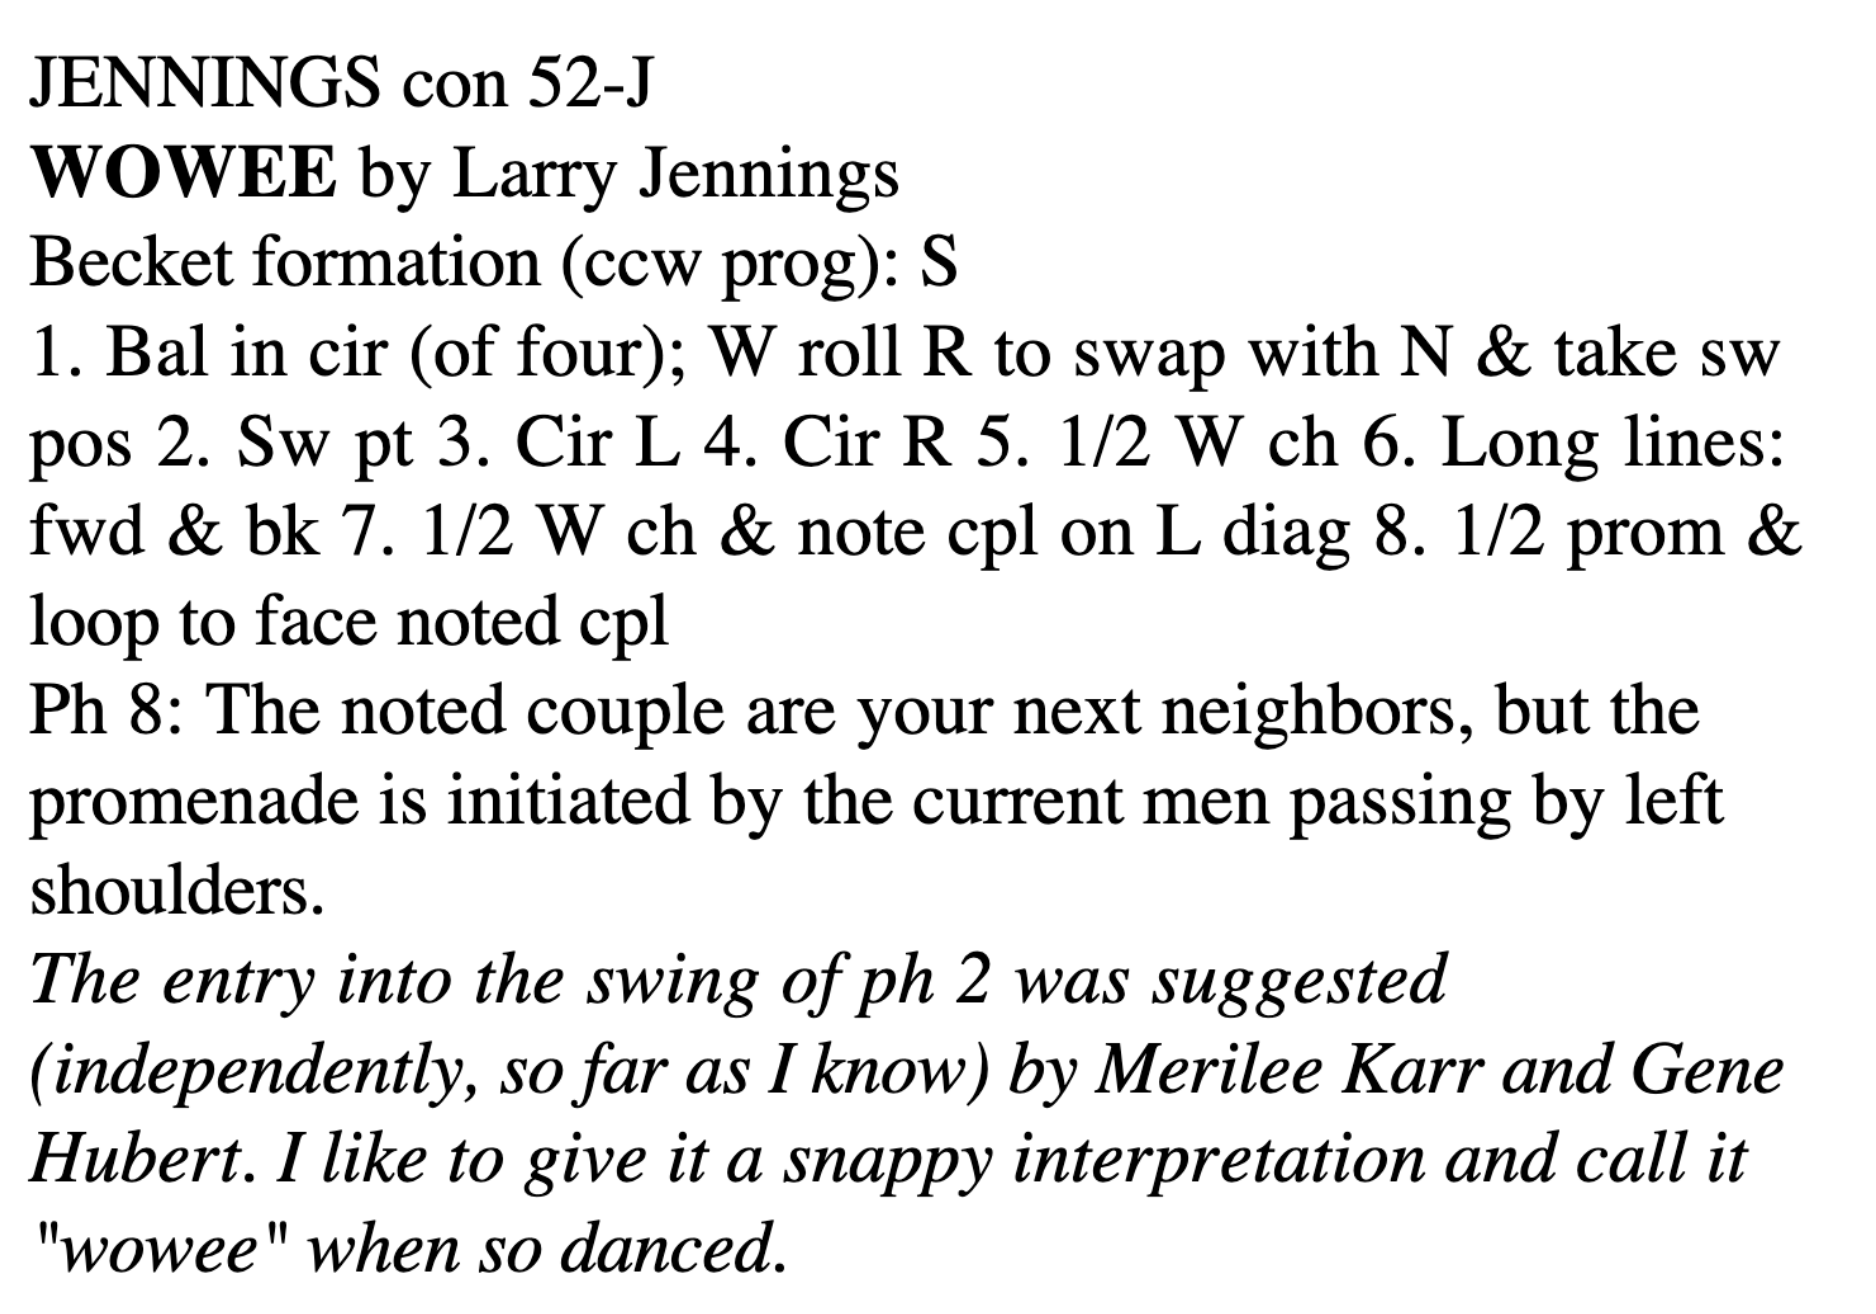 JENNINGS con 52-J
WOWEE by Larry Jennings
Becket formation (ccw prog): S
1. Bal in cir (of four); W roll R to swap with N & take sw
pos 2. Sw pt 3. Cir L 4. Cir R 5. 1/2 W ch 6. Long lines:
fwd & bk 7. 1/2 W ch & note cpl on L diag 8. 1/2 prom &
loop to face noted cpl
Ph 8: The noted couple are your next neighbors, but the
promenade is initiated by the current men passing by left
shoulders.
The entry into the swing of ph 2 was suggested
(independently, so far as I know) by Merilee Karr and Gene
Hubert. I like to give it a snappy interpretation and call it
"wowee" when so danced.